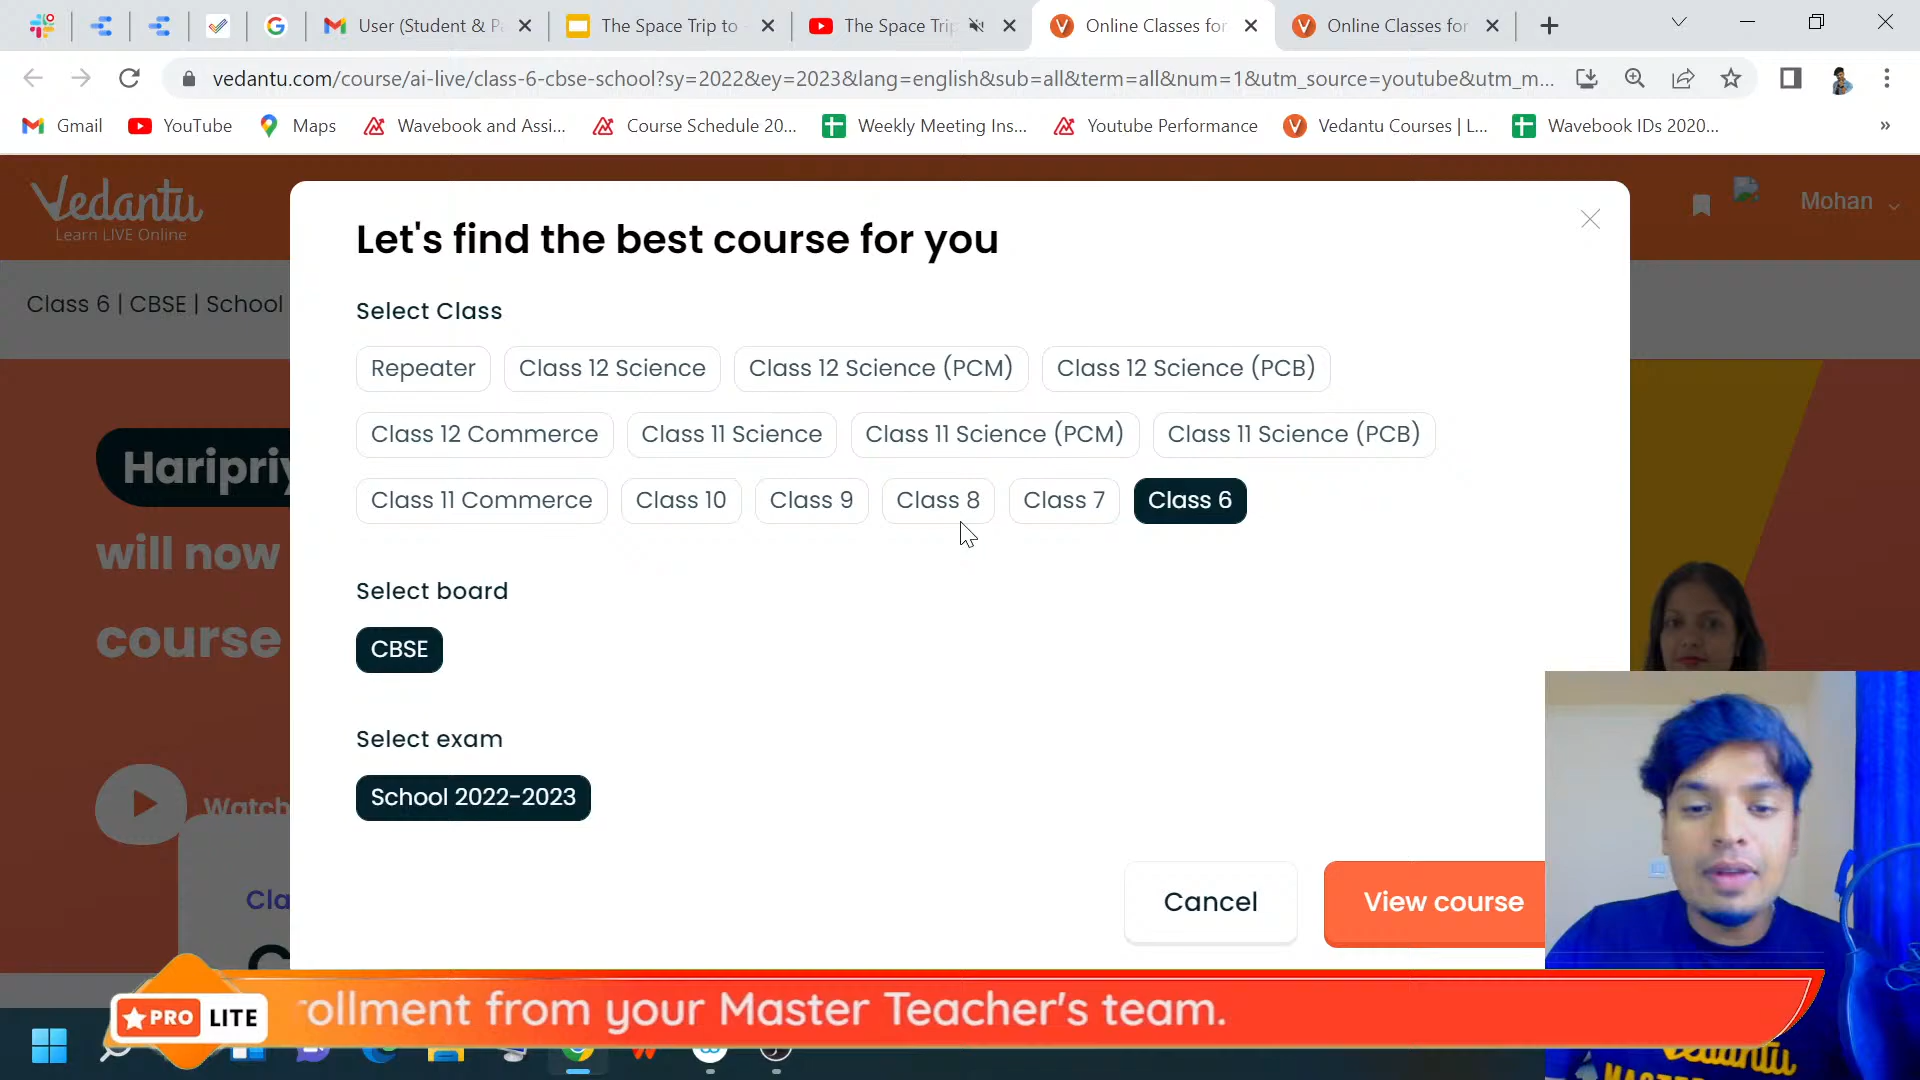 User (Student & Pa
The Space Trip to
The Space Trip
Online Classes for
Online Classes for
vedantu.com/course/ai-live/class-6-cbse-school?sy=2022&ey=2023&lang=english&sub=all&term=all&num=1&utm_source=youtube&utm_m...
Gmail
YouTube
Maps
Wavebook and Assi...
Course Schedule 20...
Weekly Meeting Ins...
Youtube Performance
Vedantu Courses | L...
Wavebook IDs 2020...
»
Vedantu
Learn LIVE Online
Mohan
Let's find the best course for you
Class 6 | CBSE | School
Select Class
Repeater
Class 12 Science
Class 12 Science (PCM)
Class 12 Science (PCB)
Class 12 Commerce
Class 11 Science
Class 11 Science (PCM)
Class 11 Science (PCB)
Class 11 Commerce
Class 10
Class 9
Class 8
Class 7
Class 6
Haripriy
will now
course
Select board
CBSE
Select exam
School 2022-2023
Watch
Cla
C
Cancel
View course
PRO LITE
rollment from your Master Teacher's team.
Vedantu
MASTER